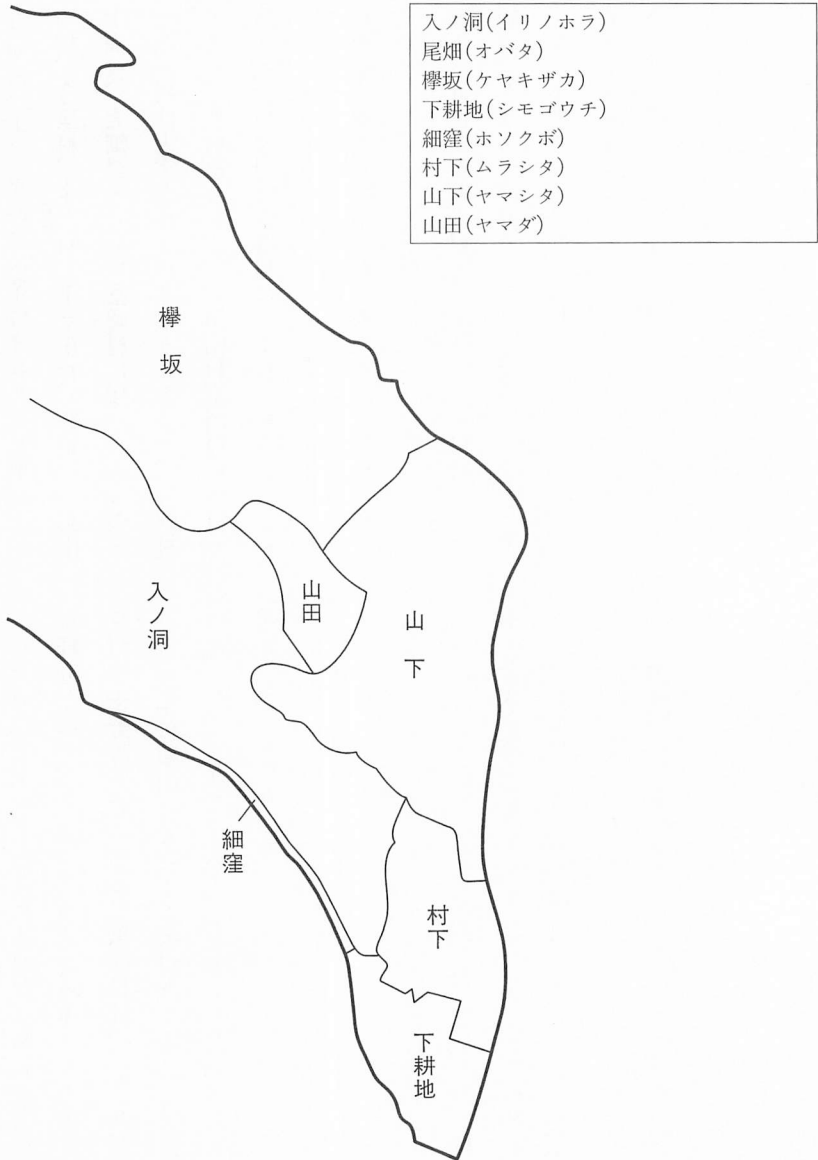 入ノ洞(イリノホラ)
尾畑(オバタ)
欅坂(ケヤキザカ)
下耕地(シモゴウチ)
細窪(ホソクボ)
村下(ムラシタ)
山下(ヤマシタ)
山田(ヤマダ)
欅坂
山田
入ノ洞
山下
細窪
村下
下耕地